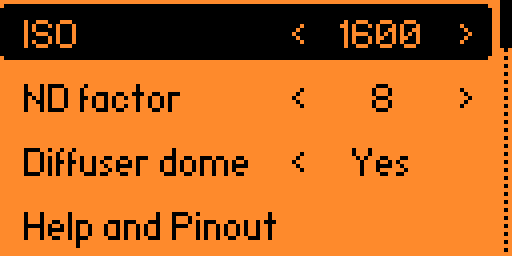 ISO < 1600 >
ND factor < 8 >
Diffuser dome < Yes
Help and Pinout